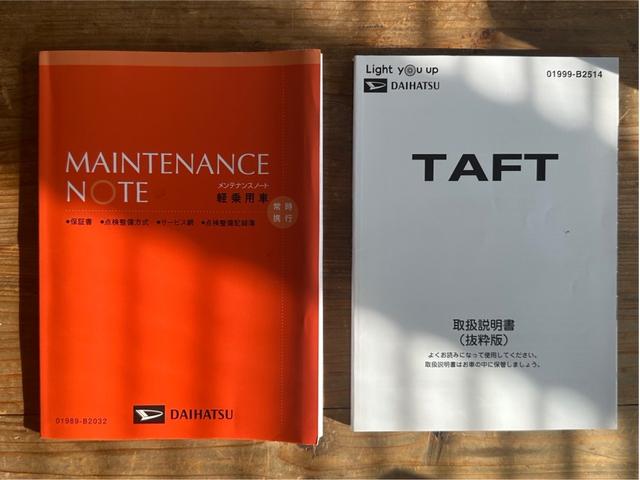 MAINTENANCE
NOTE
メンテナンスノート
軽乗用車
常時
携行
●保証書 ●点検整備方式 ●サービス網 ●点検整備記録簿
DAIHATSU
01989-B2032
Light you up
DAIHATSU
01999-B2514
TAFT
取扱説明書
（抜粋版）
よくお読みになって使用してください。
取扱説明書はお車の中に保管しましょう。